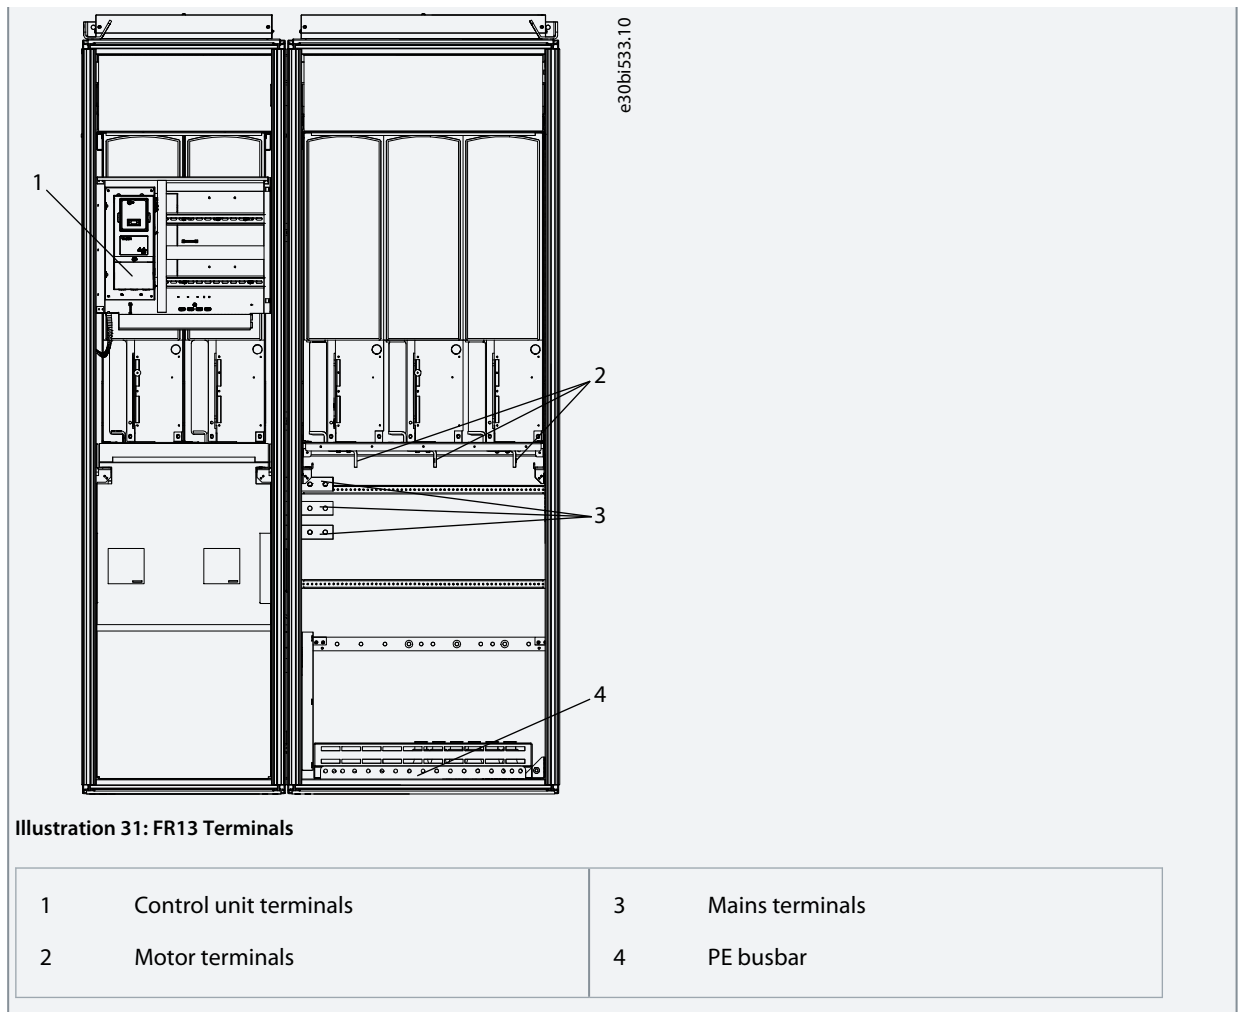 e30bi533.10
1
2
3
4
Illustration 31: FR13 Terminals
1 Control unit terminals 3 Mains terminals
2 Motor terminals 4 PE busbar